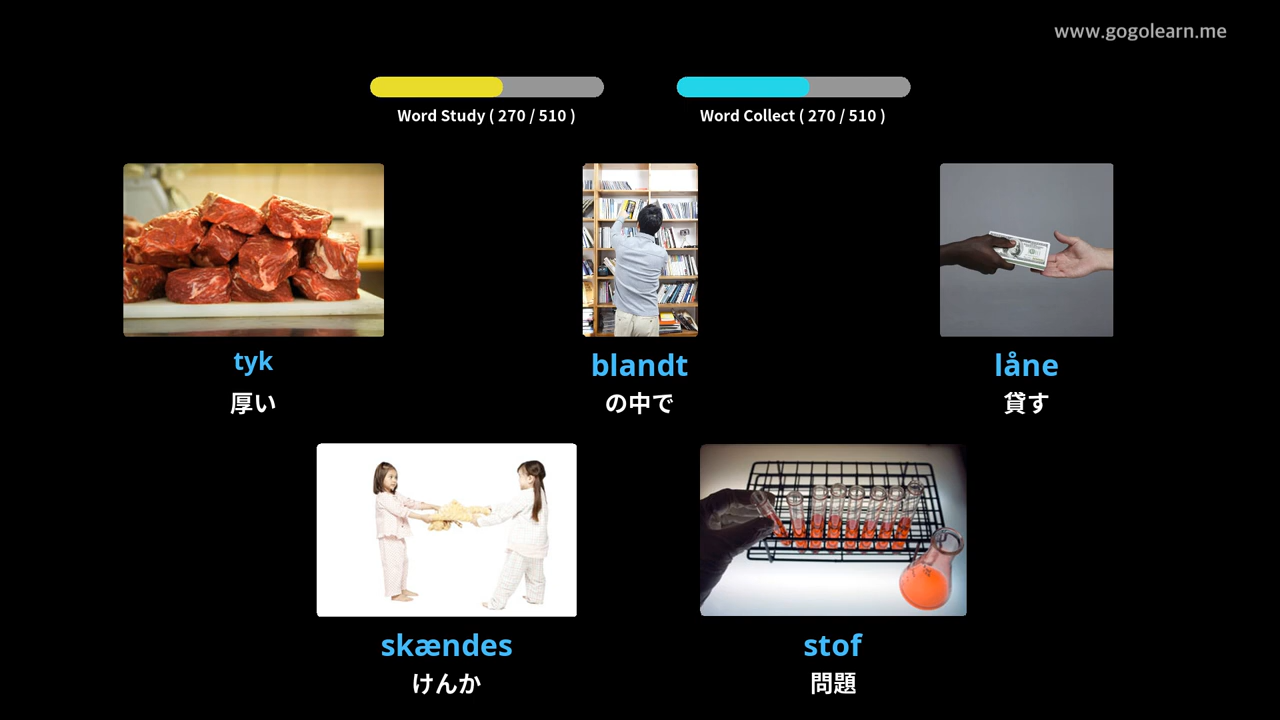 www.gogolearn.me
Word Study ( 270 / 510 )
Word Collect ( 270 / 510 )
tyk
厚い
blandt
の中で
låne
貸す
skændes
けんか
stof
問題